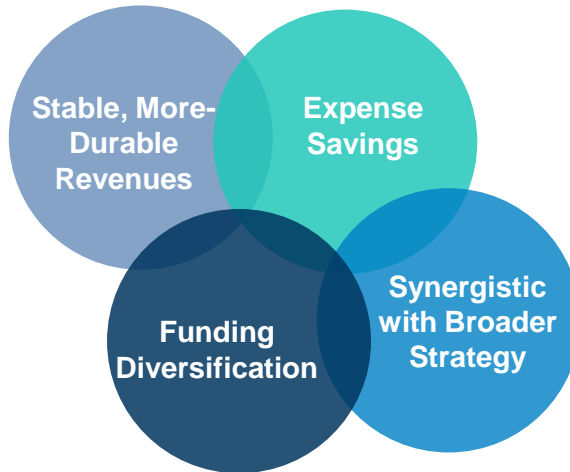 Stable, More-
Durable
Revenues
Expense
Savings
Funding
Diversification
Synergistic
with Broader
Strategy